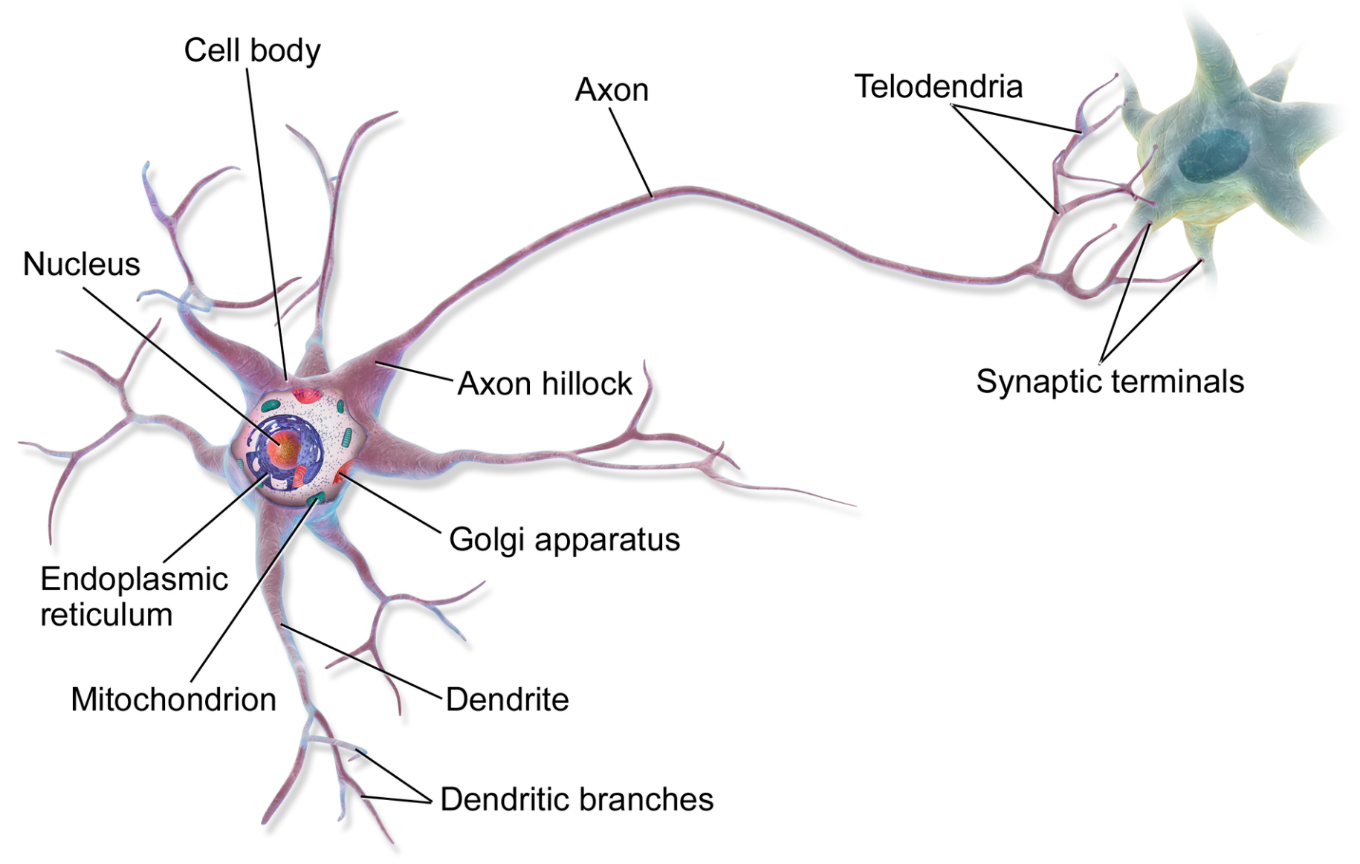 Cell body
Axon
Telodendria
Nucleus
Axon hillock
Synaptic terminals
Golgi apparatus
Endoplasmic
reticulum
Mitochondrion
Dendrite
Dendritic branches